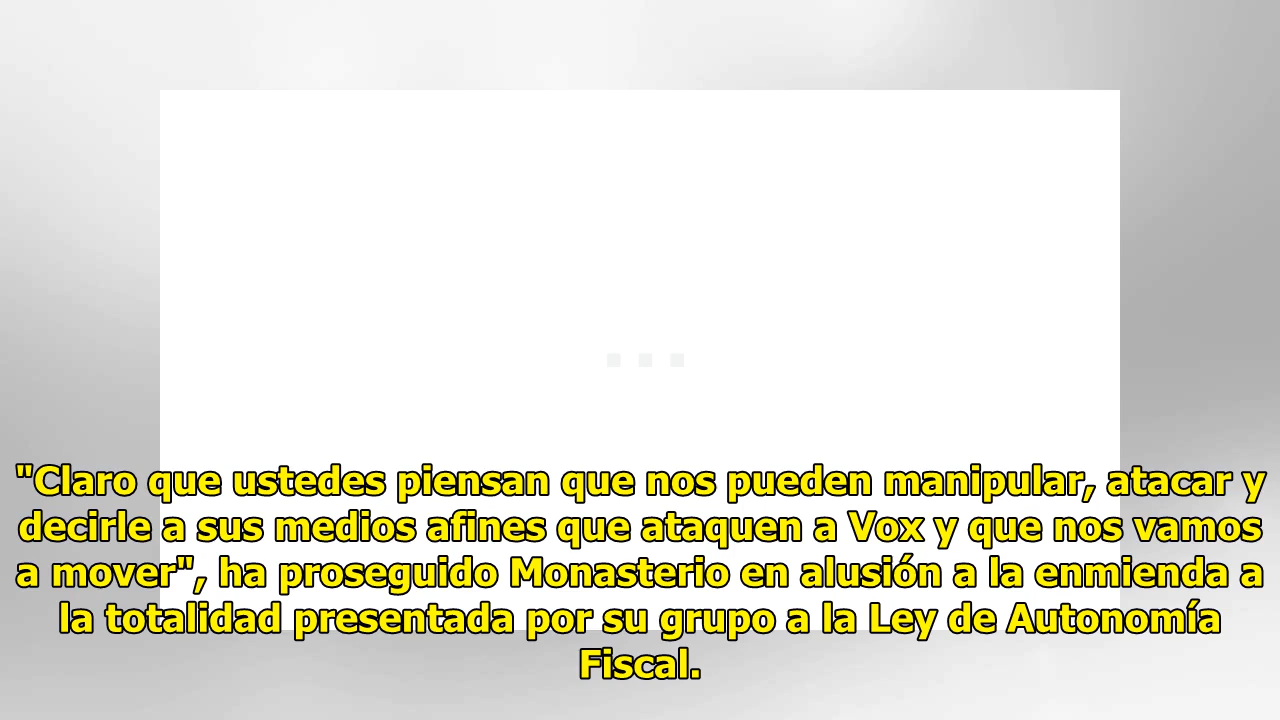 "Claro que ustedes piensan que nos pueden manipular, atacar y
decirle a sus medios afines que ataquen a Vox y que nos vamos
a mover", ha proseguido Monasterio en alusión a la enmienda a
la totalidad presentada por su grupo a la Ley de Autonomía
Fiscal.